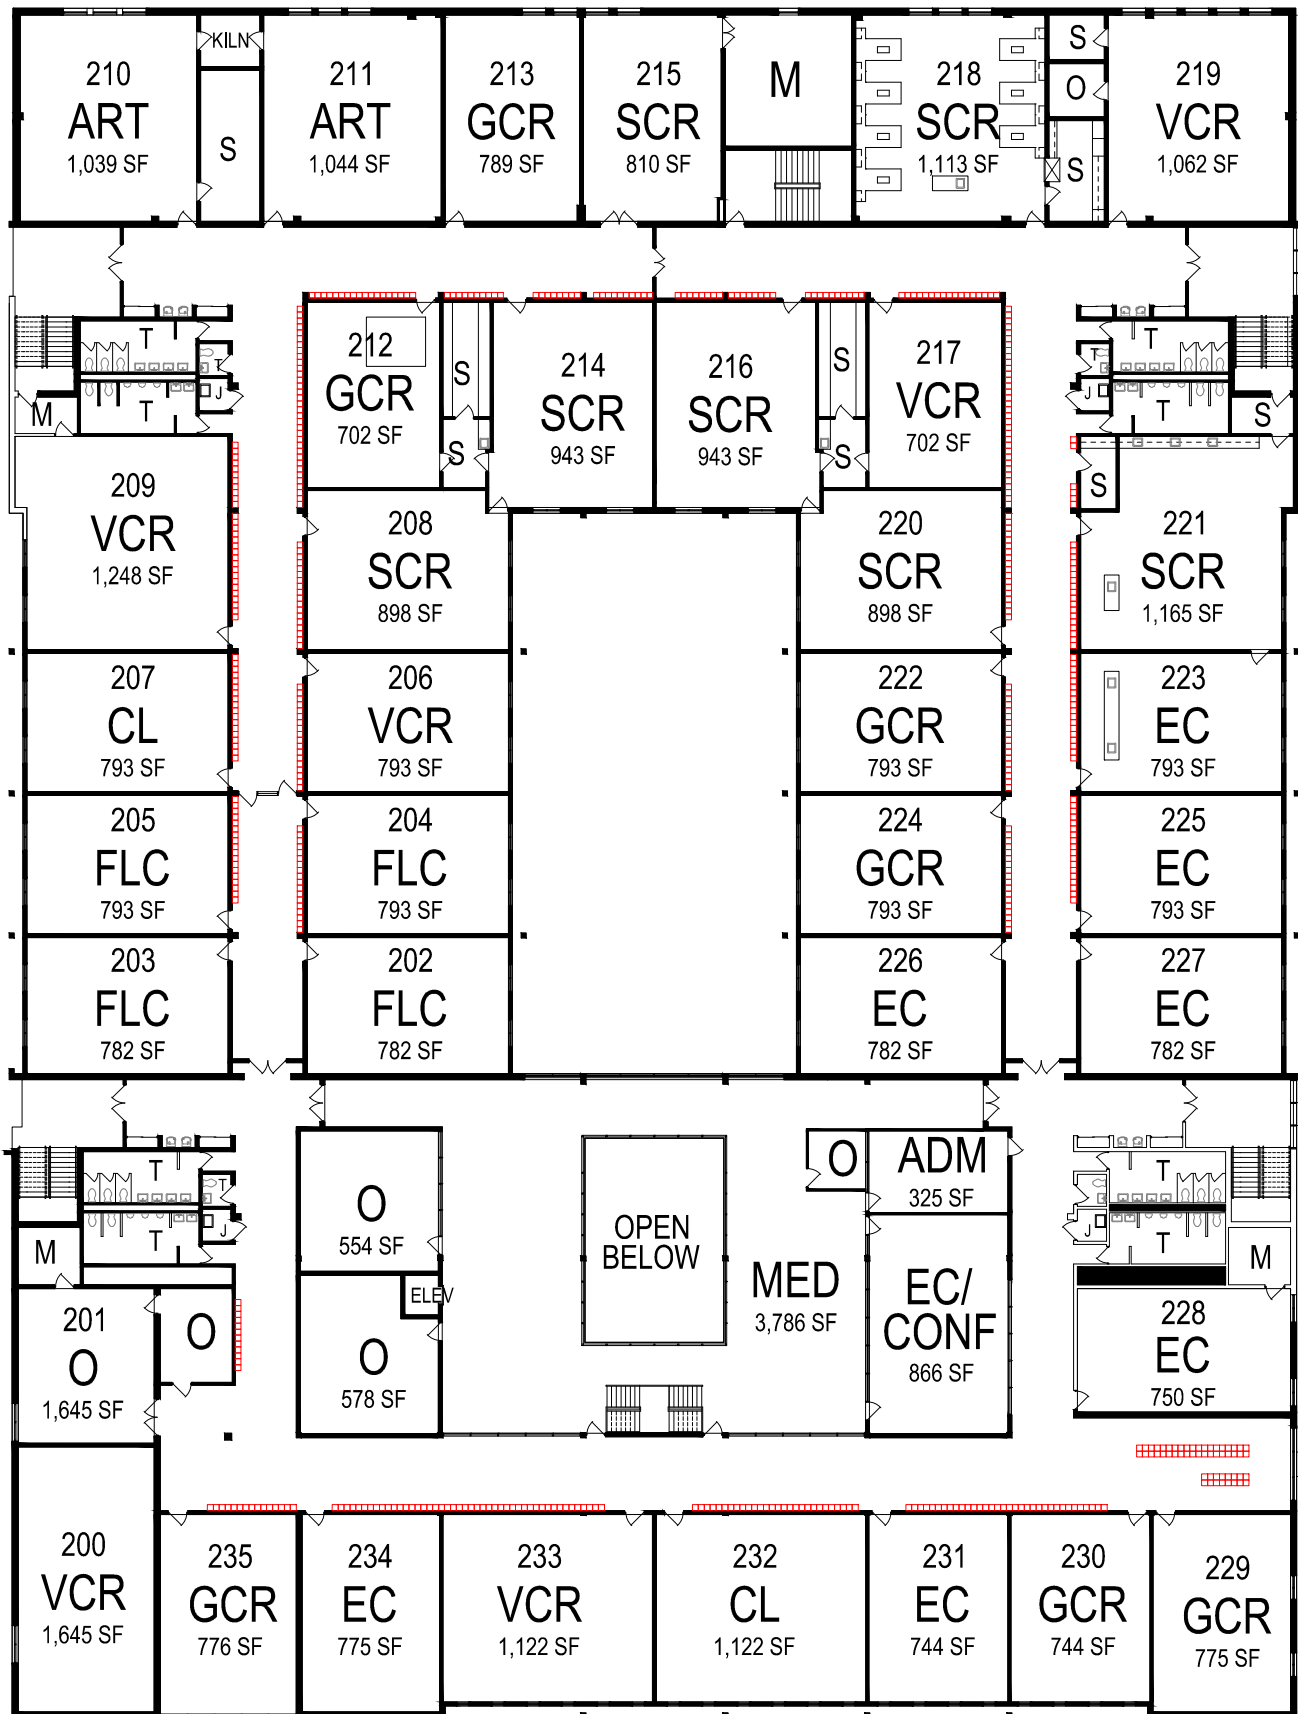 210
ART
1,039 SF
KILN
S
211
ART
1,044 SF
213
GCR
789 SF
215
SCR
810 SF
M
218
SCR
1,113 SF
S
O
S
219
VCR
1,062 SF
T
T
J
T
M
212
GCR
702 SF
S
S
214
SCR
943 SF
216
SCR
943 SF
S
S
217
VCR
702 SF
T
T
J
T
S
209
VCR
1,248 SF
208
SCR
898 SF
220
SCR
898 SF
S
221
SCR
1,165 SF
207
CL
793 SF
206
VCR
793 SF
222
GCR
793 SF
223
EC
793 SF
205
FLC
793 SF
204
FLC
793 SF
224
GCR
793 SF
225
EC
793 SF
203
FLC
782 SF
202
FLC
782 SF
226
EC
782 SF
227
EC
782 SF
T
T
J
T
M
O
554 SF
OPEN
BELOW
O
ADM
325 SF
T
J
T
M
201
O
1,645 SF
O
ELEV
O
578 SF
MED
3,786 SF
EC/
CONF
866 SF
228
EC
750 SF
200
VCR
1,645 SF
235
GCR
776 SF
234
EC
775 SF
233
VCR
1,122 SF
232
CL
1,122 SF
231
EC
744 SF
230
GCR
744 SF
229
GCR
775 SF